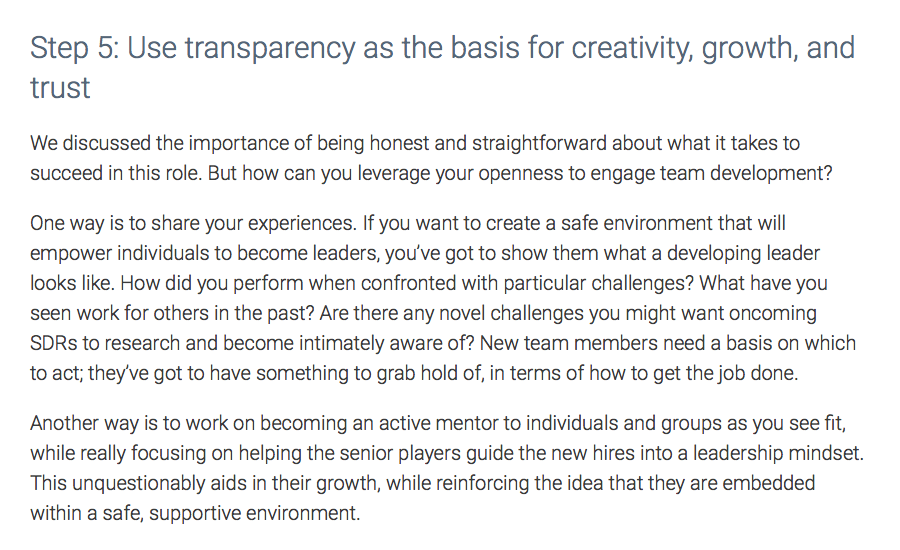 Step 5: Use transparency as the basis for creativity, growth, and
trust
We discussed the importance of being honest and straightforward about what it takes to
succeed in this role. But how can you leverage your openness to engage team development?
One way is to share your experiences. If you want to create a safe environment that will
empower individuals to become leaders, you've got to show them what a developing leader
looks like. How did you perform when confronted with particular challenges? What have you
seen work for others in the past? Are there any novel challenges you might want oncoming
SDRs to research and become intimately aware of? New team members need a basis on which
to act; they've got to have something to grab hold of, in terms of how to get the job done.
Another way is to work on becoming an active mentor to individuals and groups as you see fit,
while really focusing on helping the senior players guide the new hires into a leadership mindset.
This unquestionably aids in their growth, while reinforcing the idea that they are embedded
within a safe, supportive environment.